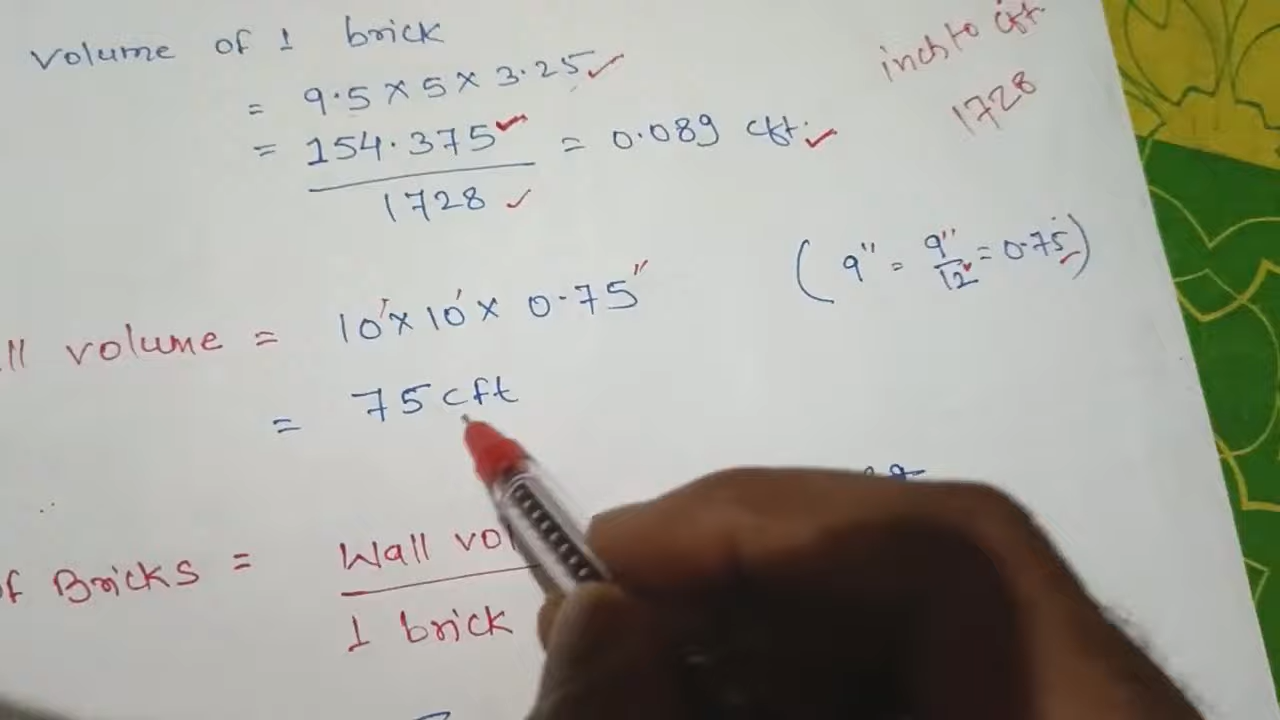 volume of 1 brick
= 9.5 × 5 × 3.25 ✓
= 154.375 ✓ = 0.089 cft. ✓
1728 ✓
inch to cft.
1728
(9" = 9"/12 = 0.75)
ll volume = 10' × 10' × 0.75"
= 75 cft
of Bricks = Wall vol
1 brick